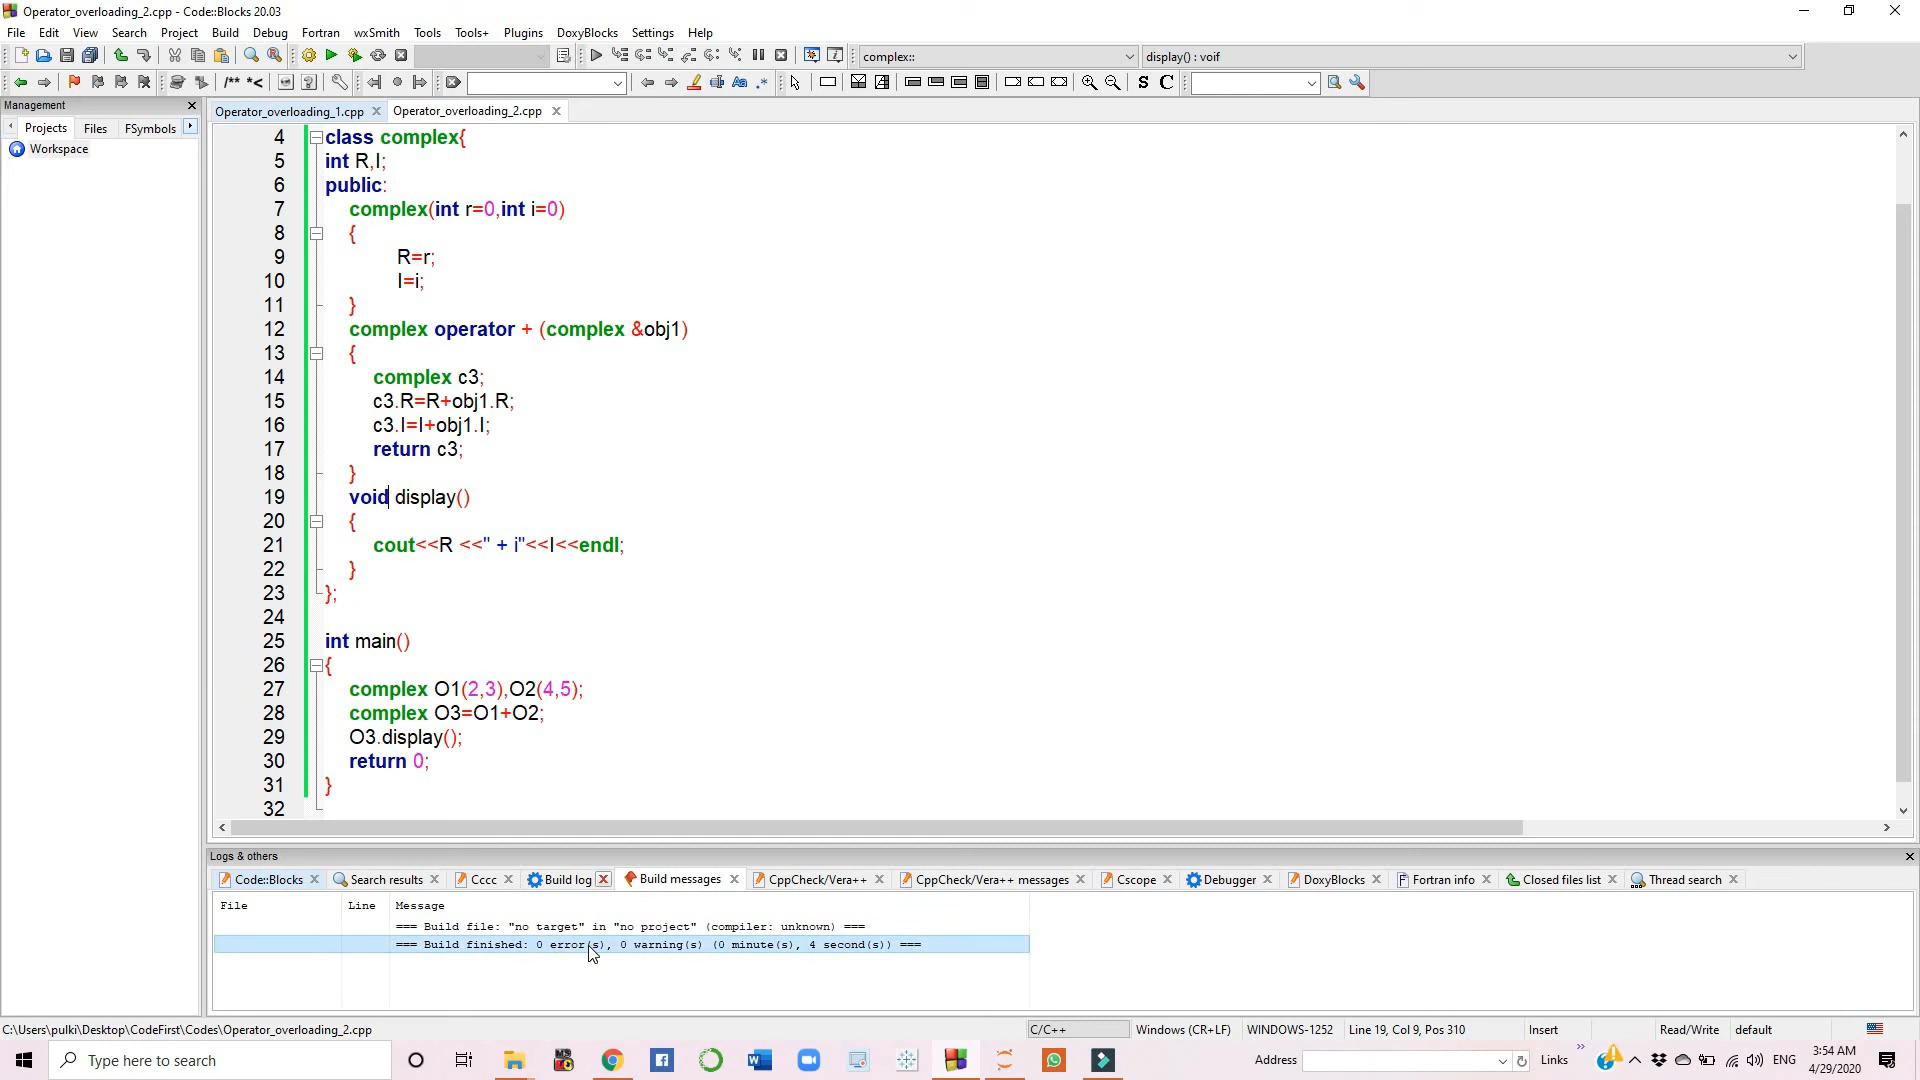 Operator_overloading_2.cpp - Code::Blocks 20.03
File Edit View Search Project Build Debug Fortran wxSmith Tools Tools+ Plugins DoxyBlocks Settings Help
complex:: display() : voif
/** *< Aa .* S C
Management
Projects Files FSymbols
Workspace
Operator_overloading_1.cpp Operator_overloading_2.cpp
4 class complex{
5 int R,I;
6 public:
7 complex(int r=0,int i=0)
8 {
9 R=r;
10 I=i;
11 }
12 complex operator + (complex &obj1)
13 {
14 complex c3;
15 c3.R=R+obj1.R;
16 c3.I=I+obj1.I;
17 return c3;
18 }
19 void display()
20 {
21 cout<<R <<" + i"<<I<<endl;
22 }
23 };
24
25 int main()
26 {
27 complex O1(2,3),O2(4,5);
28 complex O3=O1+O2;
29 O3.display();
30 return 0;
31 }
32
Logs & others
Code::Blocks Search results Cccc Build log Build messages CppCheck/Vera++ CppCheck/Vera++ messages Cscope Debugger DoxyBlocks Fortran info Closed files list Thread search
File Line Message
=== Build file: "no target" in "no project" (compiler: unknown) ===
=== Build finished: 0 error(s), 0 warning(s) (0 minute(s), 4 second(s)) ===
C:\Users\pulki\Desktop\CodeFirst\Codes\Operator_overloading_2.cpp C/C++ Windows (CR+LF) WINDOWS-1252 Line 19, Col 9, Pos 310 Insert Read/Write default
Type here to search Address Links ENG 3:54 AM
4/29/2020